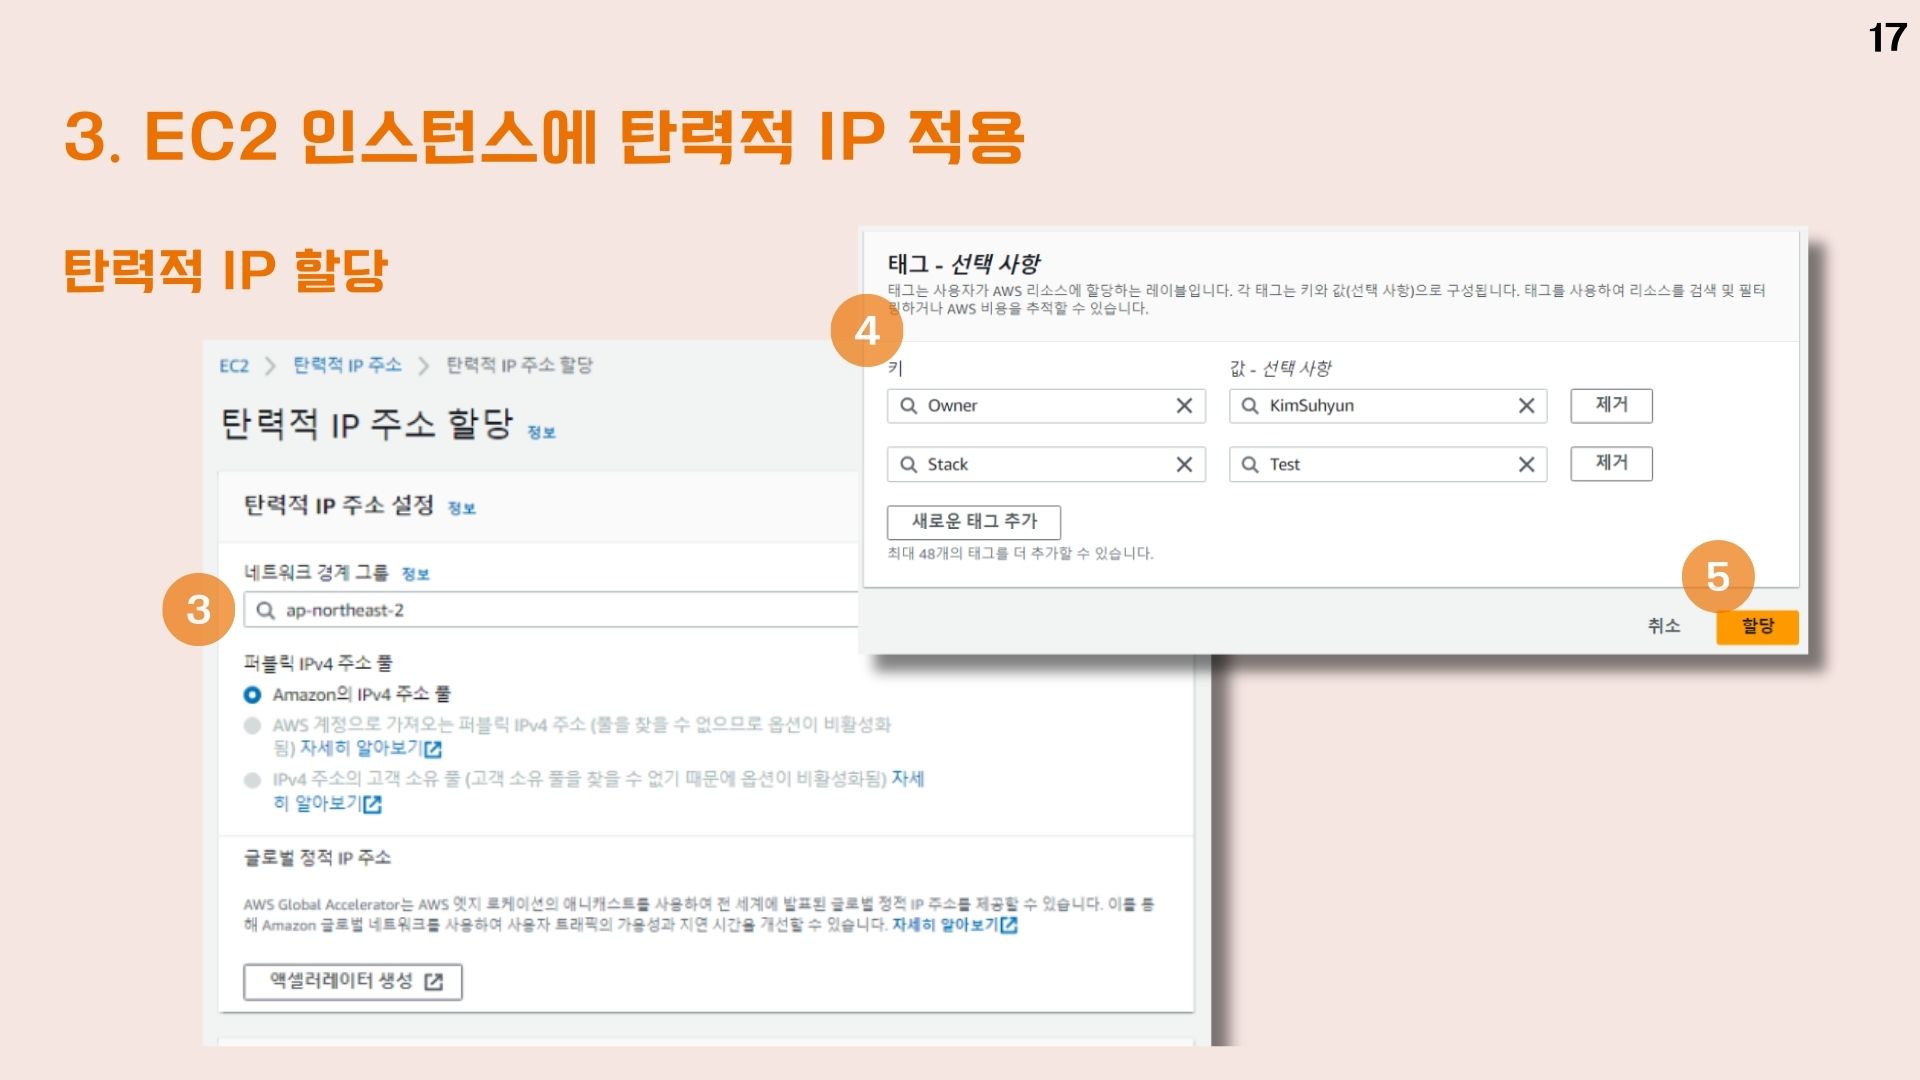 17
3. EC2 인스턴스에 탄력적 IP 적용
탄력적 IP 할당
EC2 > 탄력적 IP 주소 > 탄력적 IP 주소 할당
탄력적 IP 주소 할당 정보
탄력적 IP 주소 설정 정보
네트워크 경계 그룹 정보
3
ap-northeast-2
퍼블릭 IPv4 주소 풀
Amazon의 IPv4 주소 풀
AWS 계정으로 가져오는 퍼블릭 IPv4 주소 (풀을 찾을 수 없으므로 옵션이 비활성화
됨) 자세히 알아보기
IPv4 주소의 고객 소유 풀 (고객 소유 풀을 찾을 수 없기 때문에 옵션이 비활성화됨) 자세
히 알아보기
글로벌 정적 IP 주소
AWS Global Accelerator는 AWS 엣지 로케이션의 애니캐스트를 사용하여 전 세계에 발표된 글로벌 정적 IP 주소를 제공할 수 있습니다. 이를 통
해 Amazon 글로벌 네트워크를 사용하여 사용자 트래픽의 가용성과 지연 시간을 개선할 수 있습니다. 자세히 알아보기
액셀러레이터 생성
태그 - 선택 사항
태그는 사용자가 AWS 리소스에 할당하는 레이블입니다. 각 태그는 키와 값(선택 사항)으로 구성됩니다. 태그를 사용하여 리소스를 검색 및 필터
링하거나 AWS 비용을 추적할 수 있습니다.
4
키 값 - 선택 사항
Owner KimSuhyun 제거
Stack Test 제거
새로운 태그 추가
최대 48개의 태그를 더 추가할 수 있습니다.
5
취소 할당